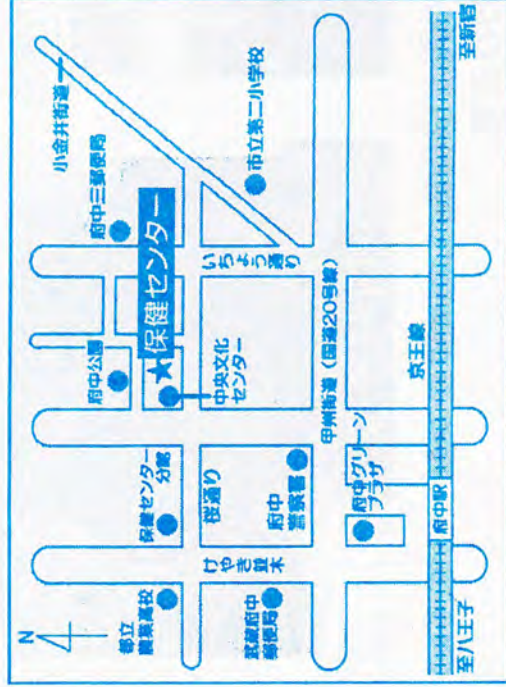 N
都立
農業高校
保健センター
分館
府中公園
保健センター
府中三郵便局
小金井街道
中央文化
センター
桜通り
いちょう通り
市立第二小学校
けやき並木
武蔵府中
郵便局
府中
警察署
甲州街道（国道20号線）
府中グリーン
プラザ
至八王子
府中駅
京王線
至新宿